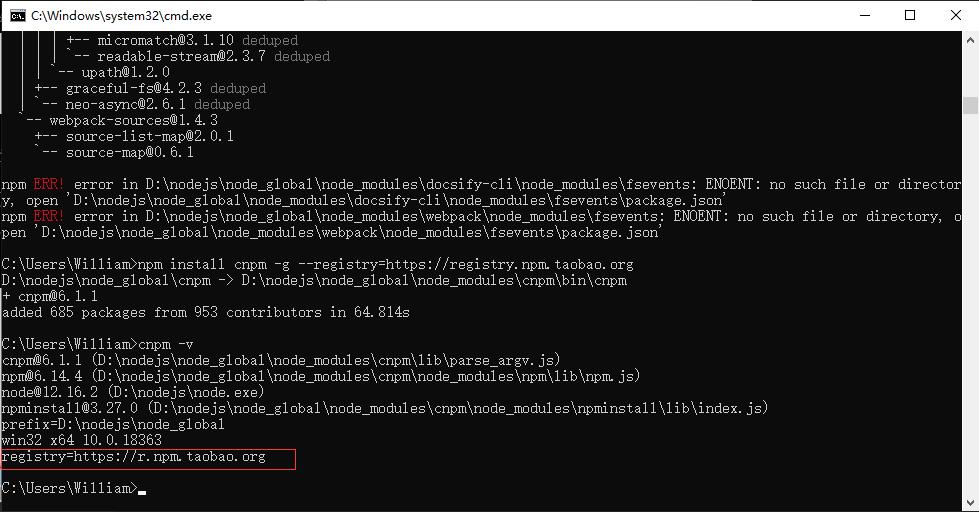 C:\Windows\system32\cmd.exe
| | | +-- micromatch@3.1.10 deduped
| | | `-- readable-stream@2.3.7 deduped
| | `-- upath@1.2.0
| +-- graceful-fs@4.2.3 deduped
| `-- neo-async@2.6.1 deduped
`-- webpack-sources@1.4.3
+-- source-list-map@2.0.1
`-- source-map@0.6.1
npm ERR! error in D:\nodejs\node_global\node_modules\docsify-cli\node_modules\fsevents: ENOENT: no such file or director
y, open 'D:\nodejs\node_global\node_modules\docsify-cli\node_modules\fsevents\package.json'
npm ERR! error in D:\nodejs\node_global\node_modules\webpack\node_modules\fsevents: ENOENT: no such file or directory, o
pen 'D:\nodejs\node_global\node_modules\webpack\node_modules\fsevents\package.json'
C:\Users\William>npm install cnpm -g --registry=https://registry.npm.taobao.org
D:\nodejs\node_global\cnpm -> D:\nodejs\node_global\node_modules\cnpm\bin\cnpm
+ cnpm@6.1.1
added 685 packages from 953 contributors in 64.814s
C:\Users\William>cnpm -v
cnpm@6.1.1 (D:\nodejs\node_global\node_modules\cnpm\lib\parse_argv.js)
npm@6.14.4 (D:\nodejs\node_global\node_modules\cnpm\node_modules\npm\lib\npm.js)
node@12.16.2 (D:\nodejs\node.exe)
npminstall@3.27.0 (D:\nodejs\node_global\node_modules\cnpm\node_modules\npminstall\lib\index.js)
prefix=D:\nodejs\node_global
win32 x64 10.0.18363
registry=https://r.npm.taobao.org
C:\Users\William>